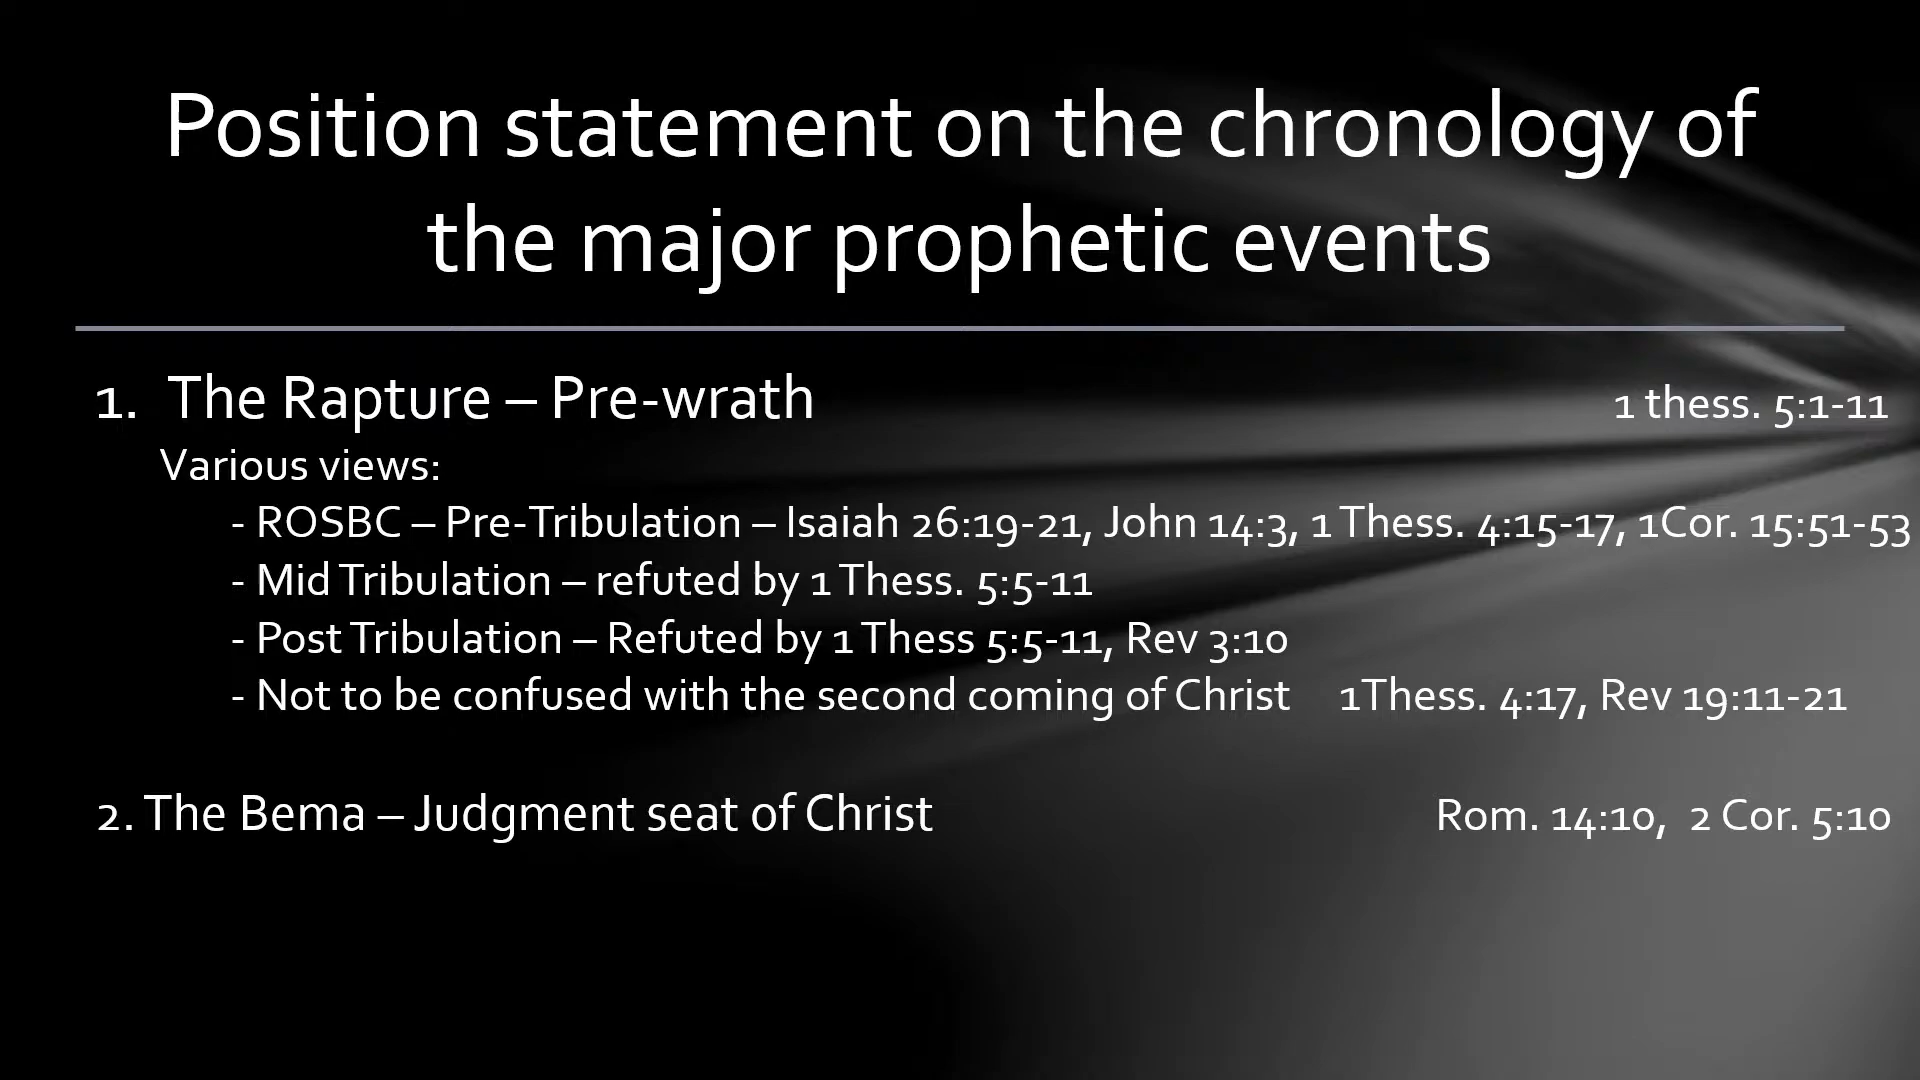 Position statement on the chronology of
the major prophetic events
1. The Rapture – Pre-wrath 1 thess. 5:1-11
Various views:
- ROSBC – Pre-Tribulation – Isaiah 26:19-21, John 14:3, 1 Thess. 4:15-17, 1Cor. 15:51-53
- Mid Tribulation – refuted by 1 Thess. 5:5-11
- Post Tribulation – Refuted by 1 Thess 5:5-11, Rev 3:10
- Not to be confused with the second coming of Christ 1Thess. 4:17, Rev 19:11-21
2. The Bema – Judgment seat of Christ Rom. 14:10, 2 Cor. 5:10